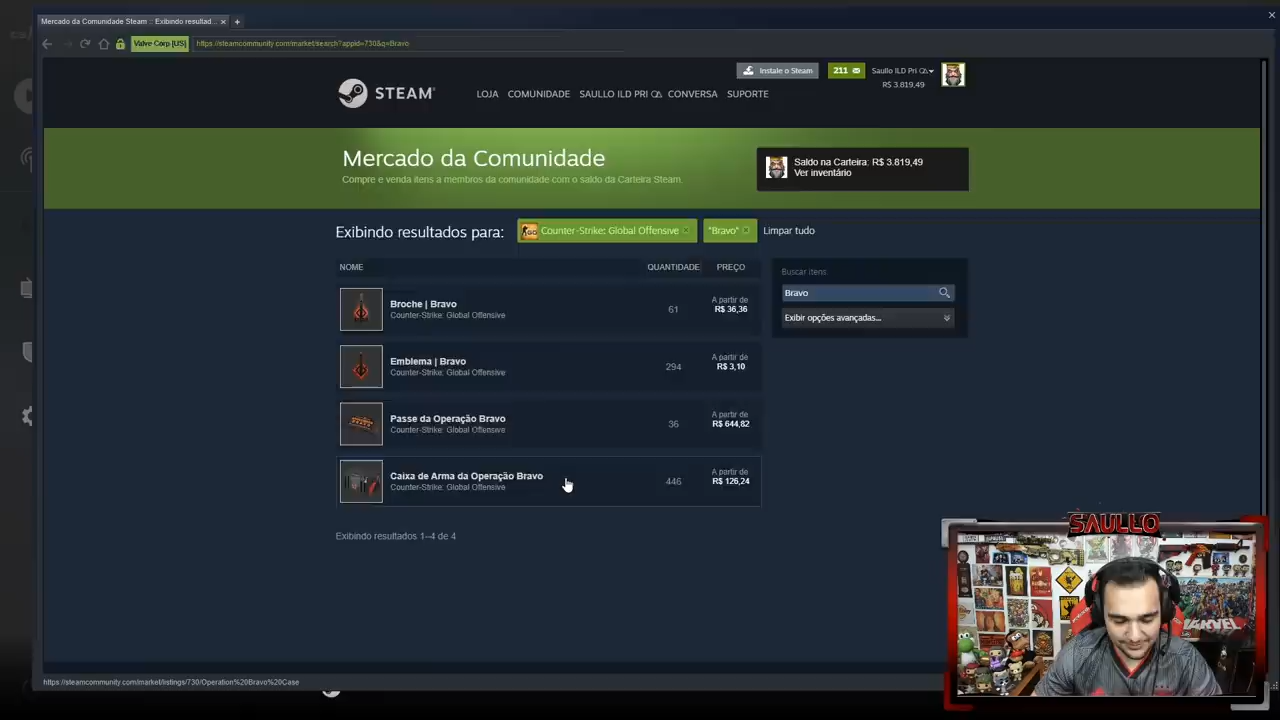 Mercado da Comunidade Steam :: Exibindo resultad...
Valve Corp [US]
https://steamcommunity.com/market/search?appid=730&q=Bravo
Instale o Steam
211
Saullo ILD Pri
R$ 3.819,49
STEAM
LOJA
COMUNIDADE
SAULLO ILD PRI
CONVERSA
SUPORTE
Mercado da Comunidade
Compre e venda itens a membros da comunidade com o saldo da Carteira Steam.
Saldo na Carteira: R$ 3.819,49
Ver inventório
Exibindo resultados para:
Counter-Strike: Global Offensive
"Bravo"
Limpar tudo
NOME
QUANTIDADE
PREÇO
Broche | Bravo
Counter-Strike: Global Offensive
61
A partir de
R$ 36,36
Emblema | Bravo
Counter-Strike: Global Offensive
294
A partir de
R$ 3,10
Passe da Operação Bravo
Counter-Strike: Global Offensive
36
A partir de
R$ 644,82
Caixa de Arma da Operação Bravo
Counter-Strike: Global Offensive
446
A partir de
R$ 126,24
Exibindo resultados 1–4 de 4
Buscar itens
Bravo
Exibir opções avançadas...
SAULLO
MARVEL
https://steamcommunity.com/market/listings/730/Operation%20Bravo%20Case